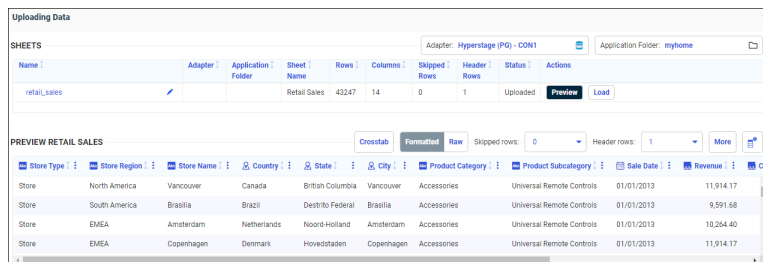 Uploading Data
SHEETS
Adapter: Hyperstage (PG) - CON1
Application Folder: myhome
Name Adapter Application Folder Sheet Name Rows Columns Skipped Rows Header Rows Status Actions
retail_sales Retail Sales 43247 14 0 1 Uploaded Preview Load
PREVIEW RETAIL SALES
Crosstab Formatted Raw Skipped rows: 0 Header rows: 1 More
Abc Store Type Abc Store Region Abc Store Name Country State City Abc Product Category Abc Product Subcategory Sale Date Revenue C
Store North America Vancouver Canada British Columbia Vancouver Accessories Universal Remote Controls 01/01/2013 11,914.17
Store South America Brasilia Brazil Destrito Federal Brasilia Accessories Universal Remote Controls 01/01/2013 9,591.68
Store EMEA Amsterdam Netherlands Noord-Holland Amsterdam Accessories Universal Remote Controls 01/01/2013 10,264.40
Store EMEA Copenhagen Denmark Hovedstaden Copenhagen Accessories Universal Remote Controls 01/01/2013 11,914.17